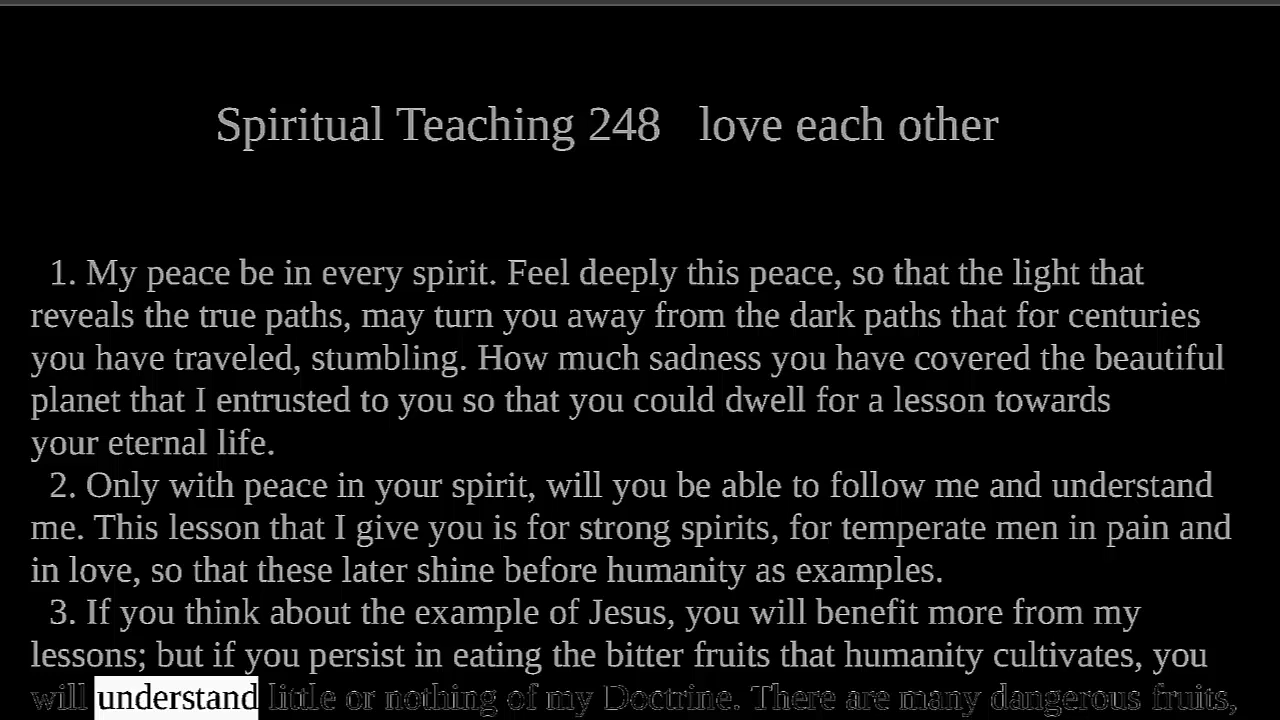 Spiritual Teaching 248 love each other
1. My peace be in every spirit. Feel deeply this peace, so that the light that
reveals the true paths, may turn you away from the dark paths that for centuries
you have traveled, stumbling. How much sadness you have covered the beautiful
planet that I entrusted to you so that you could dwell for a lesson towards
your eternal life.
2. Only with peace in your spirit, will you be able to follow me and understand
me. This lesson that I give you is for strong spirits, for temperate men in pain and
in love, so that these later shine before humanity as examples.
3. If you think about the example of Jesus, you will benefit more from my
lessons; but if you persist in eating the bitter fruits that humanity cultivates, you
will understand little or nothing of my Doctrine. There are many dangerous fruits,